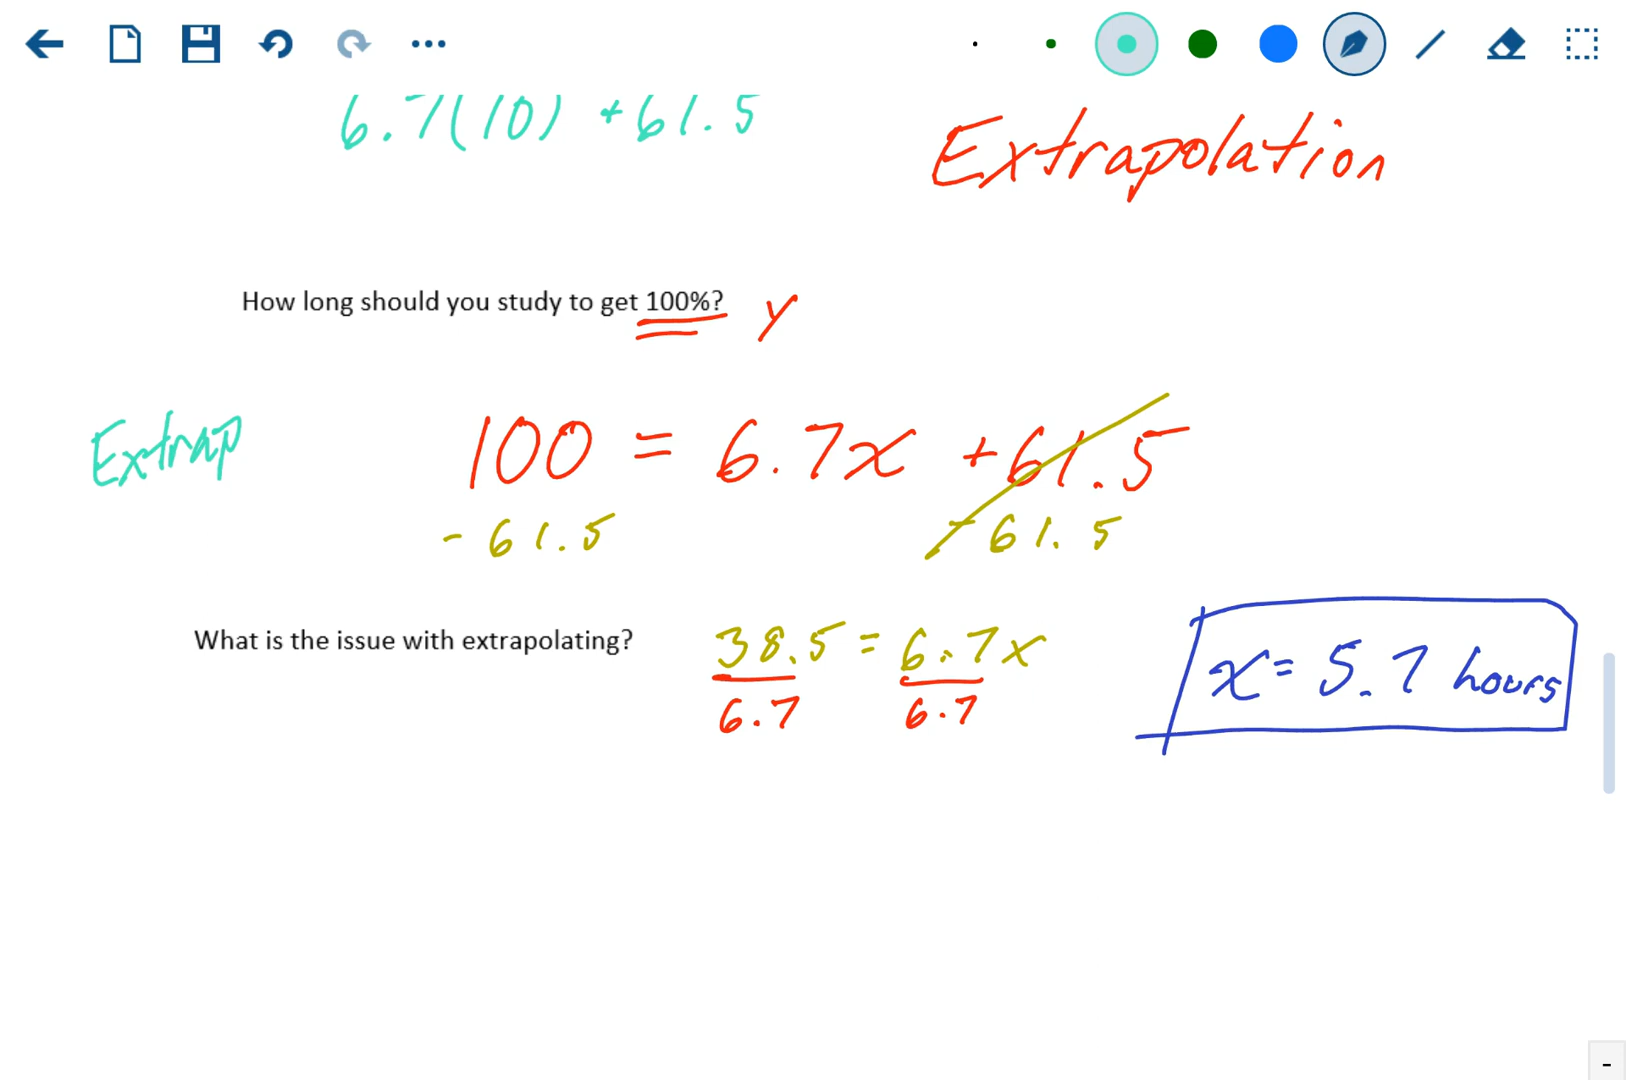 6.7(10) +61.5
Extrapolation
How long should you study to get 100%? y
Extrap
100 = 6.7x +61.5
-61.5 -61.5
What is the issue with extrapolating?
38.5 = 6.7x
6.7 6.7
x = 5.7 hours